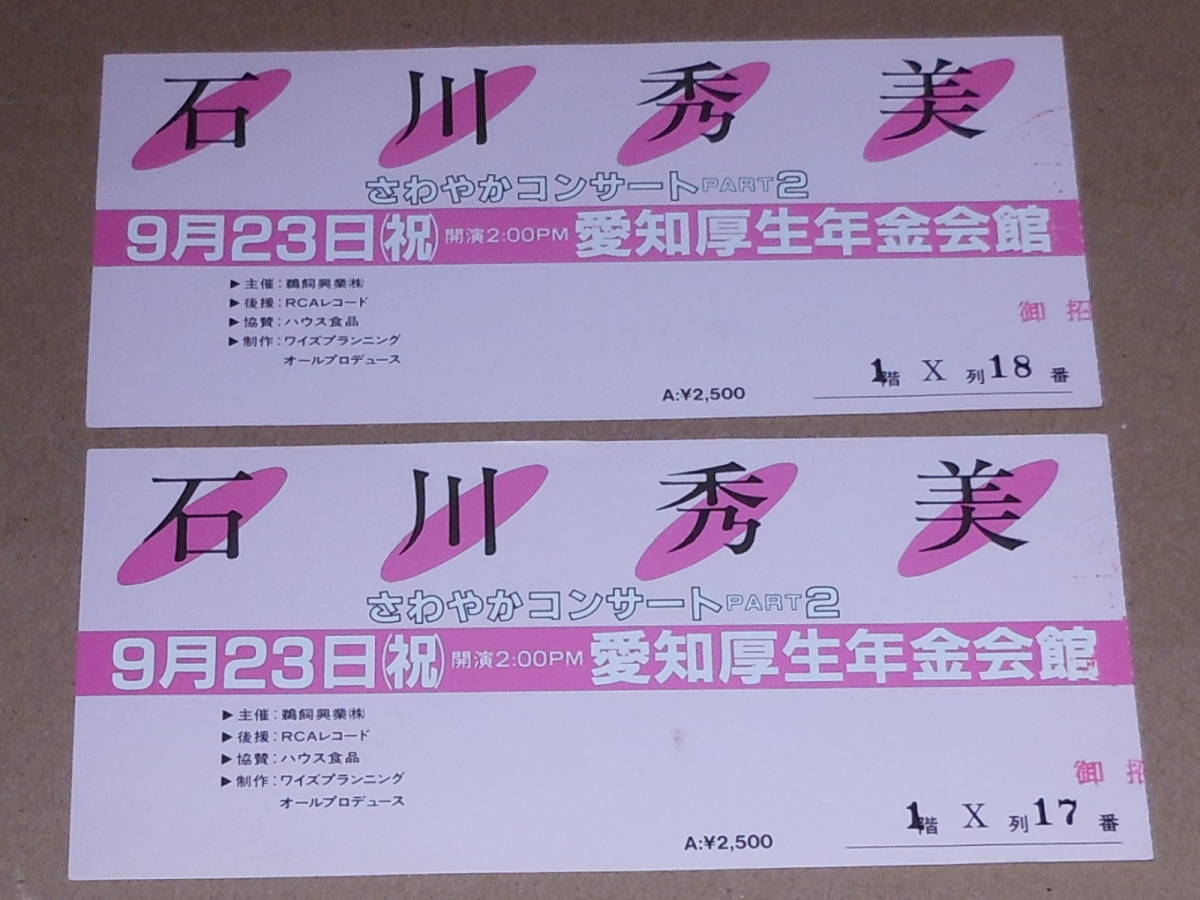 石川秀美
さわやかコンサートPART2
9月23日(祝) 開演2:00PM 愛知厚生年金会館
▶主催:鵜飼興業㈱
▶後援:RCAレコード
▶協賛:ハウス食品
▶制作:ワイズプランニング
オールプロデュース
御招
A:¥2,500
1階 X 列 18 番
石川秀美
さわやかコンサートPART2
9月23日(祝) 開演2:00PM 愛知厚生年金会館
▶主催:鵜飼興業㈱
▶後援:RCAレコード
▶協賛:ハウス食品
▶制作:ワイズプランニング
オールプロデュース
御招
A:¥2,500
1階 X 列 17 番